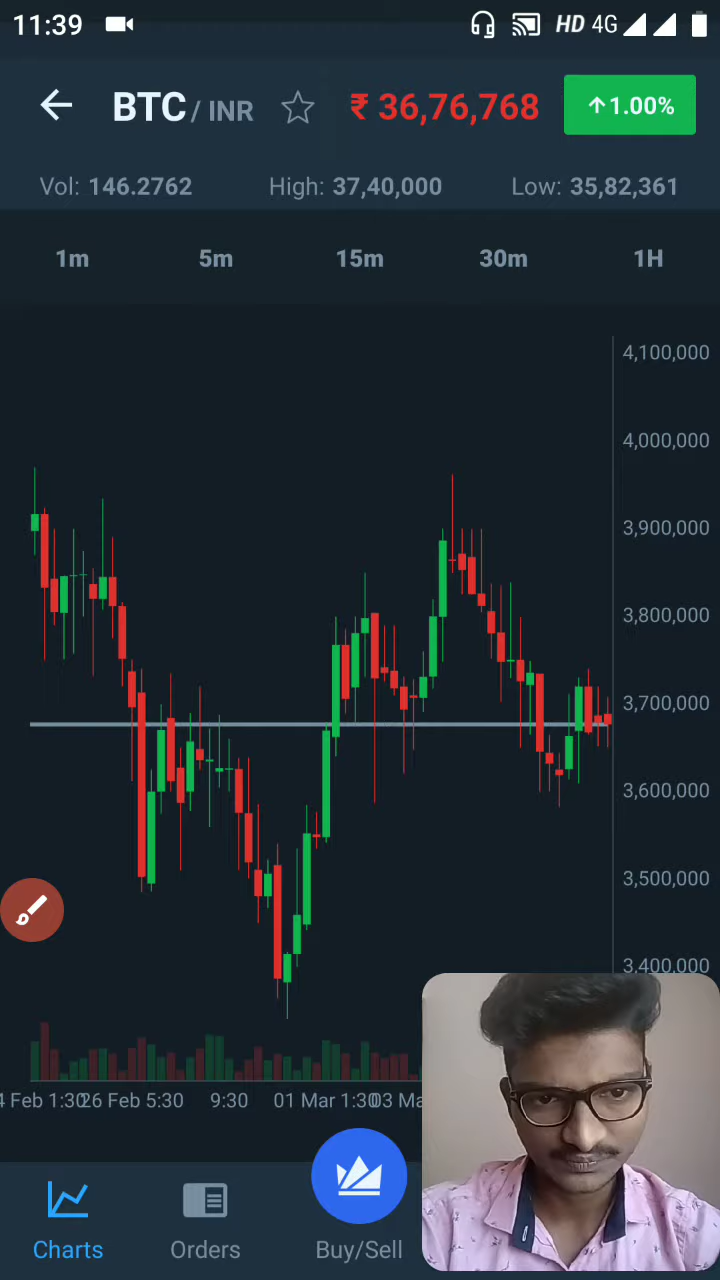 11:39 HD 4G
BTC / INR ₹ 36,76,768 ↑1.00%
Vol: 146.2762 High: 37,40,000 Low: 35,82,361
1m 5m 15m 30m 1H
4,100,000
4,000,000
3,900,000
3,800,000
3,700,000
3,600,000
3,500,000
3,400,000
4 Feb 1:30 26 Feb 5:30 9:30 01 Mar 1:30 03 Ma
Charts Orders Buy/Sell